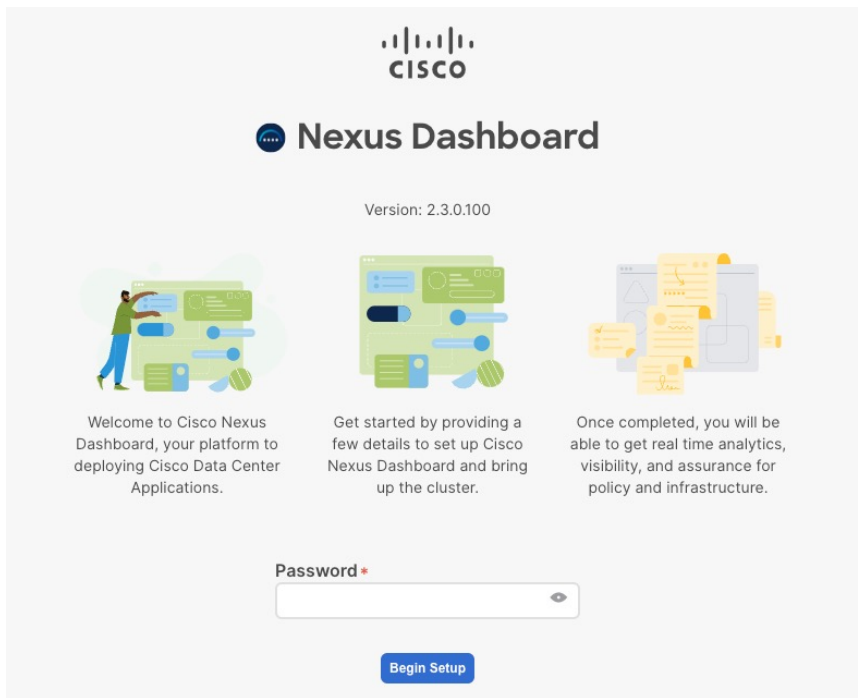 CISCO
Nexus Dashboard
Version: 2.3.0.100
Welcome to Cisco Nexus
Dashboard, your platform to
deploying Cisco Data Center
Applications.
Get started by providing a
few details to set up Cisco
Nexus Dashboard and bring
up the cluster.
Once completed, you will be
able to get real time analytics,
visibility, and assurance for
policy and infrastructure.
Password *
Begin Setup